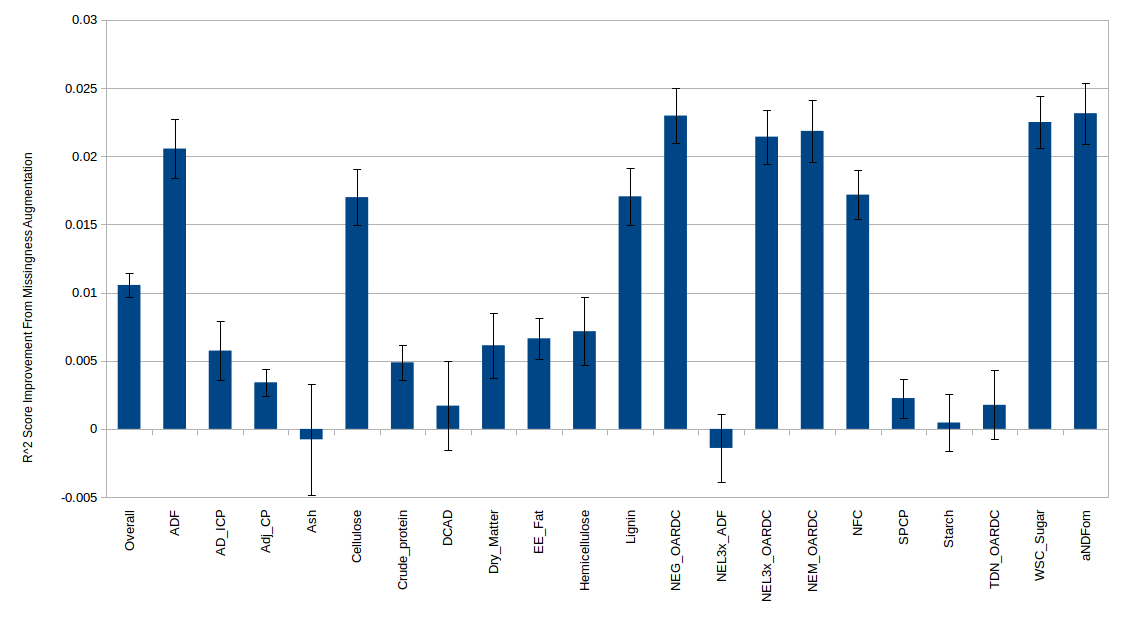 0.03
0.025
0.02
0.015
0.01
0.005
0
-0.005
R^2 Score Improvement From Missingness Augmentation
Overall
ADF
AD_ICP
Adj_CP
Ash
Cellulose
Crude_protein
DCAD
Dry_Matter
EE_Fat
Hemicellulose
Lignin
NEG_OARDC
NEL3x_ADF
NEL3x_OARDC
NEM_OARDC
NFC
SPCP
Starch
TDN_OARDC
WSC_Sugar
aNDFom